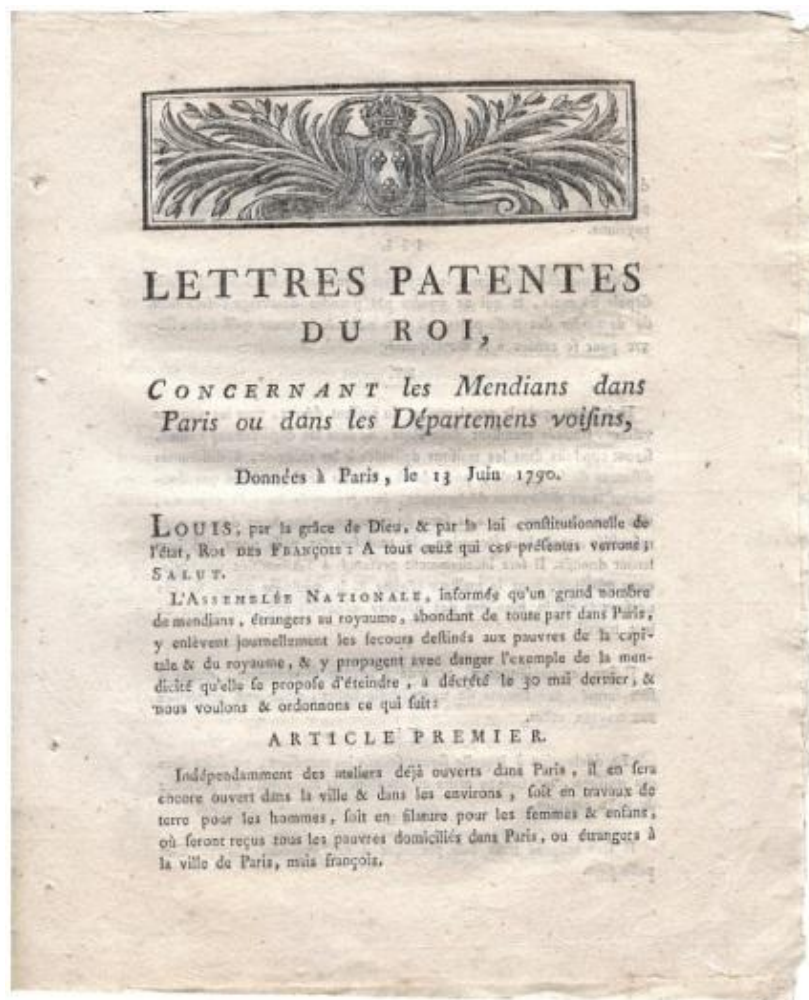 LETTRES PATENTES
DU ROI,
CONCERNANT les Mendians dans
Paris ou dans les Départemens voiſins,
Données à Paris, le 13 Juin 1790.
LOUIS, par la grâce de Dieu, & par la loi conſtitutionnelle de
l'état, ROI DES FRANÇOIS: A tous ceux qui ces préſentes verront;
SALUT.
L'ASSEMBLÉE NATIONALE, informée qu'un grand nombre
de mendians, étrangers au royaume, abondant de toute part dans Paris,
y enlèvent journellement les ſecours deſtinés aux pauvres de la capi-
tale & du royaume, & y propagent avec danger l'exemple de la men-
dicité qu'elle ſe propoſe d'éteindre, a décrété le 30 mai dernier, &
nous voulons & ordonnons ce qui ſuit:
ARTICLE PREMIER.
Indépendamment des ateliers déjà ouverts dans Paris, il en ſera
encore ouvert dans la ville & dans les environs, ſoit en travaux de
terre pour les hommes, ſoit en filature pour les femmes & enfans,
où ſeront reçus tous les pauvres domiciliés dans Paris, ou étrangers à
la ville de Paris, mais françois.